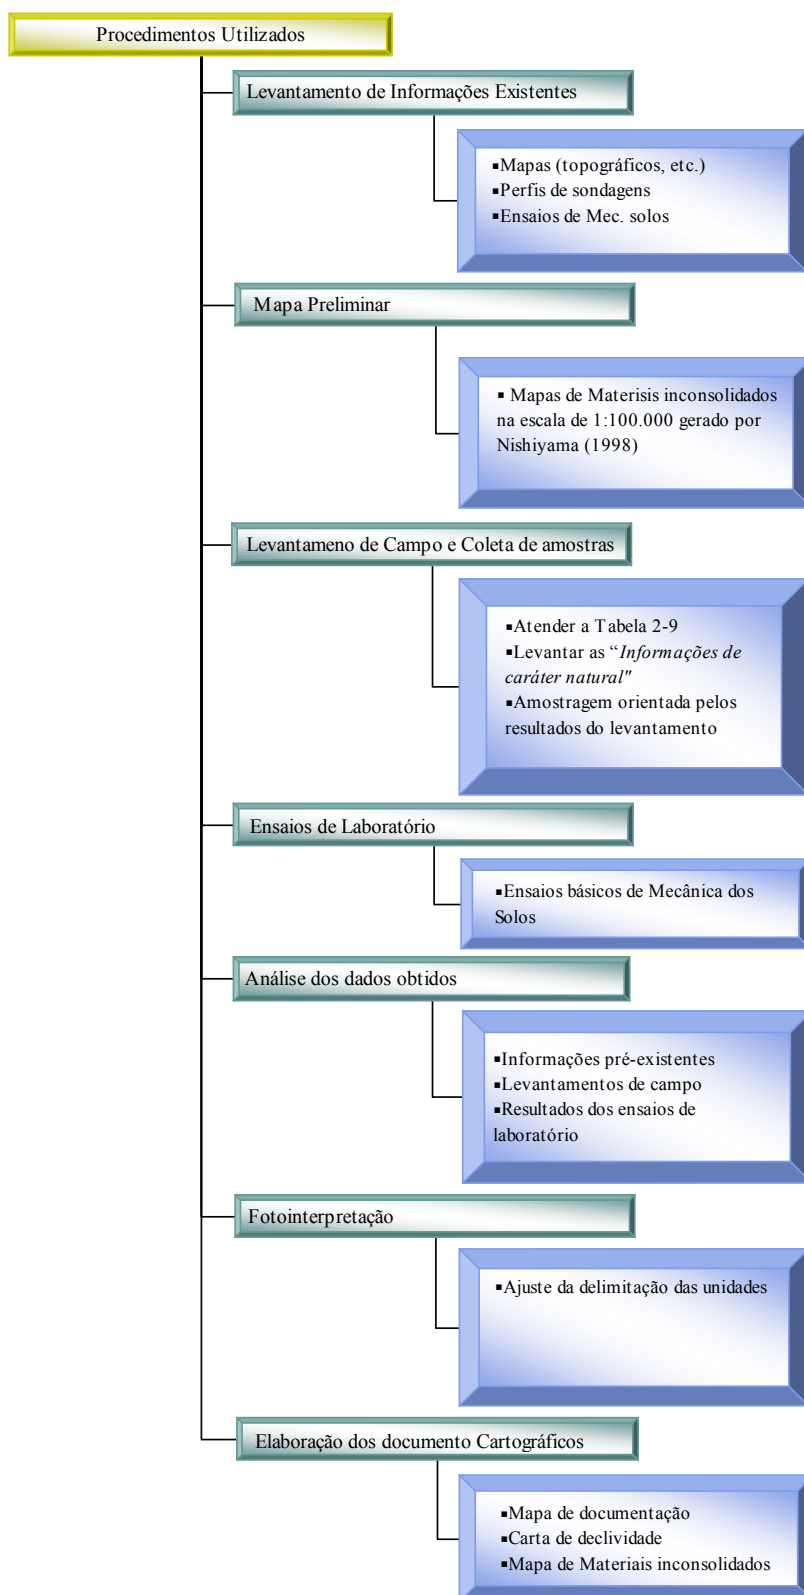 Procedimentos Utilizados
Levantamento de Informações Existentes
▪Mapas (topográficos, etc.)
▪Perfis de sondagens
▪Ensaios de Mec. solos
Mapa Preliminar
▪ Mapas de Materisis inconsolidados
na escala de 1:100.000 gerado por
Nishiyama (1998)
Levantameno de Campo e Coleta de amostras
▪Atender a Tabela 2-9
▪Levantar as “Informações de
caráter natural"
▪Amostragem orientada pelos
resultados do levantamento
Ensaios de Laboratório
▪Ensaios básicos de Mecânica dos
Solos
Análise dos dados obtidos
▪Informações pré-existentes
▪Levantamentos de campo
▪Resultados dos ensaios de
laboratório
Fotointerpretação
▪Ajuste da delimitação das unidades
Elaboração dos documento Cartográficos
▪Mapa de documentação
▪Carta de declividade
▪Mapa de Materiais inconsolidados